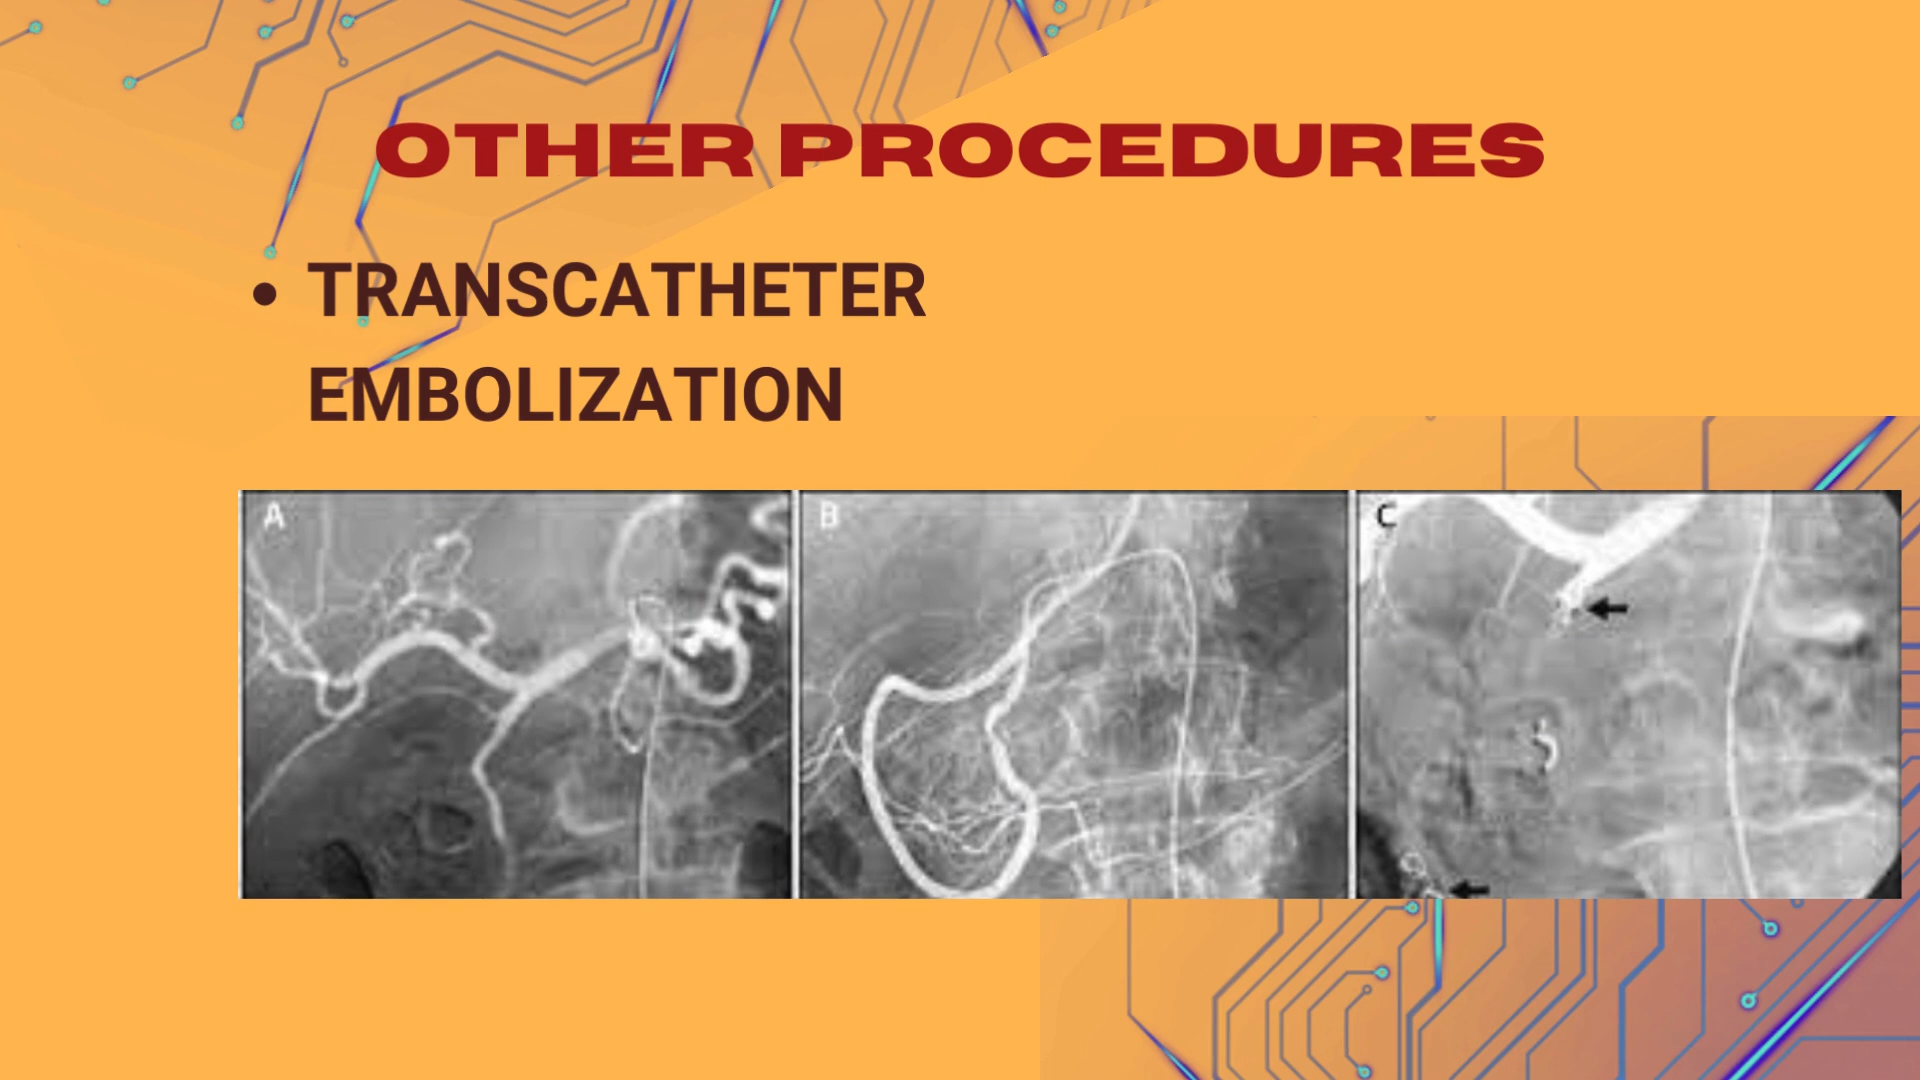 OTHER PROCEDURES
• TRANSCATHETER
EMBOLIZATION
A
B
C